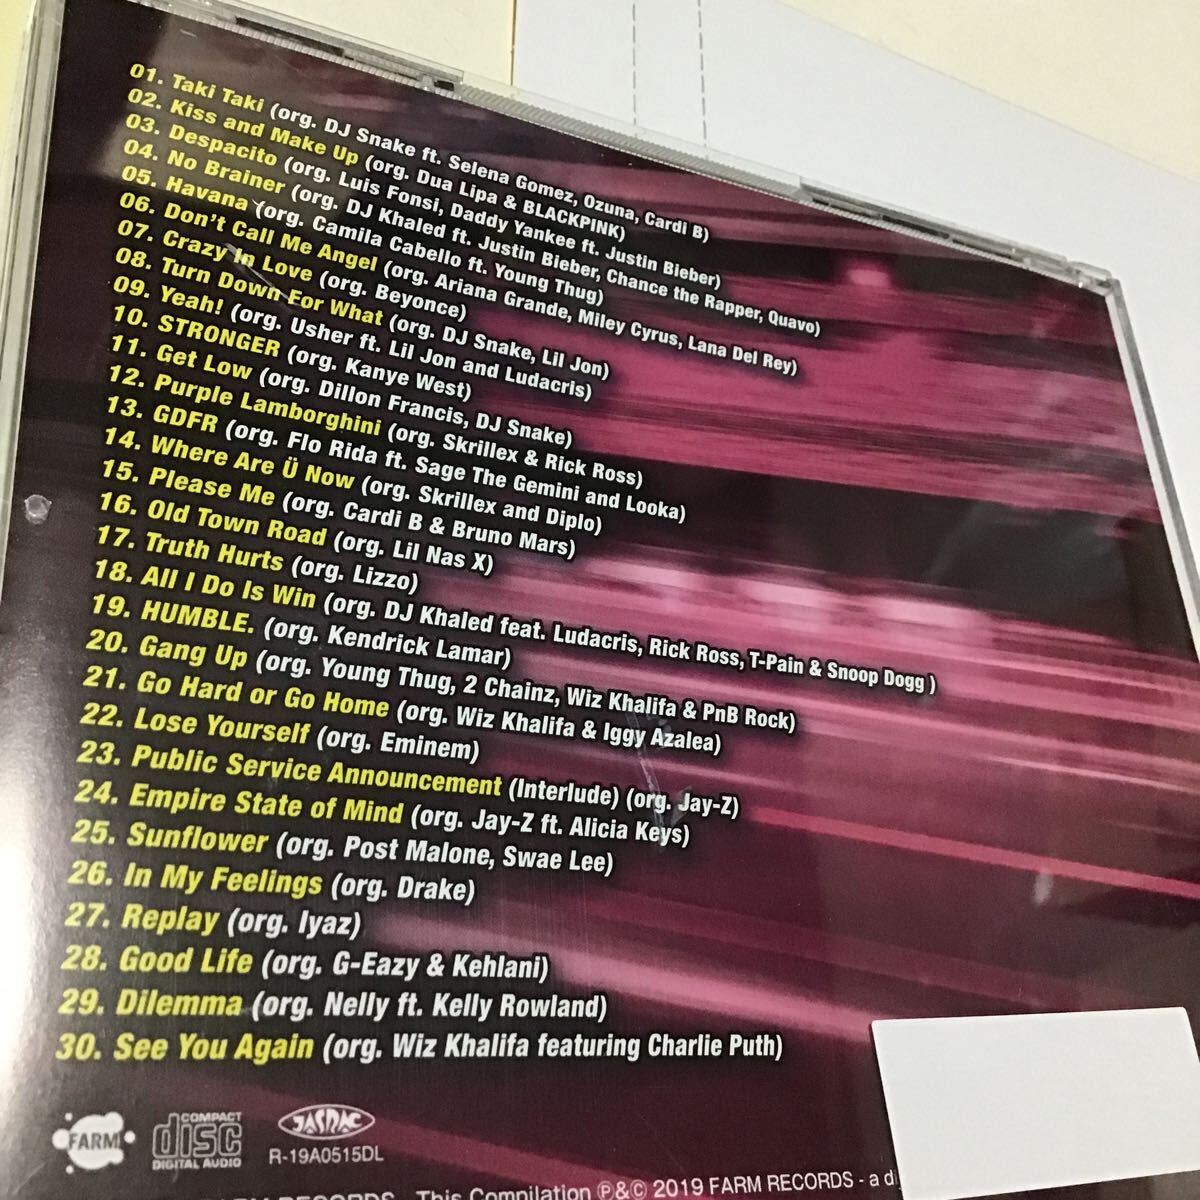 01. Taki Taki (org. DJ Snake ft. Selena Gomez, Ozuna, Cardi B)
02. Kiss and Make Up (org. Dua Lipa & BLACKPINK)
03. Despacito (org. Luis Fonsi, Daddy Yankee ft. Justin Bieber)
04. No Brainer (org. DJ Khaled ft. Justin Bieber, Chance the Rapper, Quavo)
05. Havana (org. Camila Cabello ft. Young Thug)
06. Don't Call Me Angel (org. Ariana Grande, Miley Cyrus, Lana Del Rey)
07. Crazy In Love (org. Beyonce)
08. Turn Down For What (org. DJ Snake, Lil Jon)
09. Yeah! (org. Usher ft. Lil Jon and Ludacris)
10. STRONGER (org. Kanye West)
11. Get Low (org. Dillon Francis, DJ Snake)
12. Purple Lamborghini (org. Skrillex & Rick Ross)
13. GDFR (org. Flo Rida ft. Sage The Gemini and Looka)
14. Where Are Ü Now (org. Skrillex and Diplo)
15. Please Me (org. Cardi B & Bruno Mars)
16. Old Town Road (org. Lil Nas X)
17. Truth Hurts (org. Lizzo)
18. All I Do Is Win (org. DJ Khaled feat. Ludacris, Rick Ross, T-Pain & Snoop Dogg )
19. HUMBLE. (org. Kendrick Lamar)
20. Gang Up (org. Young Thug, 2 Chainz, Wiz Khalifa & PnB Rock)
21. Go Hard or Go Home (org. Wiz Khalifa & Iggy Azalea)
22. Lose Yourself (org. Eminem)
23. Public Service Announcement (Interlude) (org. Jay-Z)
24. Empire State of Mind (org. Jay-Z ft. Alicia Keys)
25. Sunflower (org. Post Malone, Swae Lee)
26. In My Feelings (org. Drake)
27. Replay (org. Iyaz)
28. Good Life (org. G-Eazy & Kehlani)
29. Dilemma (org. Nelly ft. Kelly Rowland)
30. See You Again (org. Wiz Khalifa featuring Charlie Puth)
FARM
COMPACT
disc
DIGITAL AUDIO
JASRAC
R-19A0515DL
FARM RECORDS - This Compilation ℗&© 2019 FARM RECORDS - a